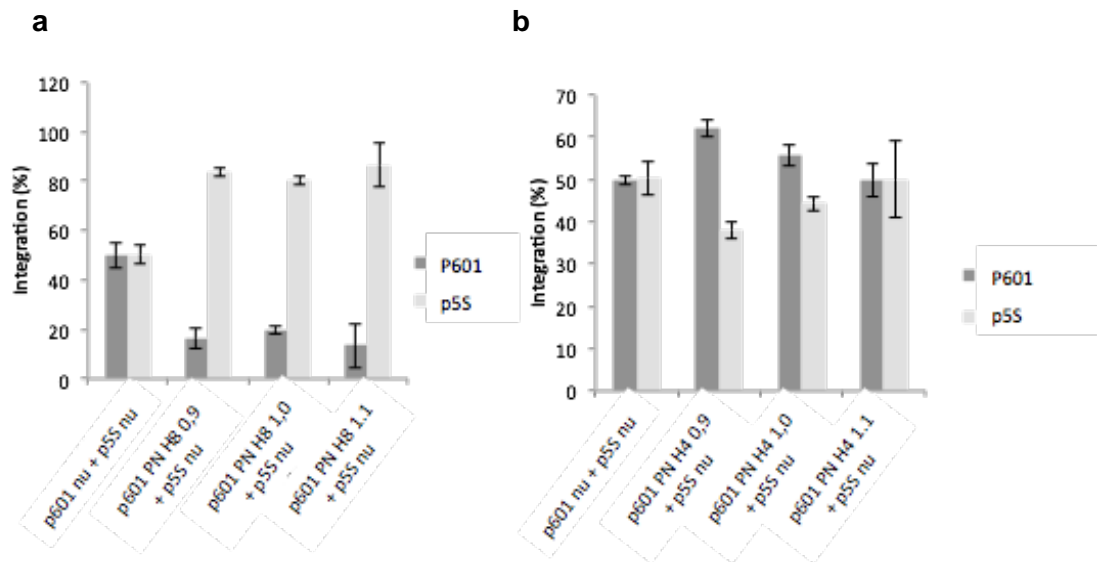 a
120
100
80
60
40
20
0
Integration (%)
p601 nu + p5S nu
p601 PN H8 0,9
+ p5S nu
p601 PN H8 1,0
+ p5S nu
p601 PN H8 1.1
+ p5S nu
P601
p5S
b
70
60
50
40
30
20
10
0
Integration (%)
p601 nu + p5S nu
p601 PN H4 0,9
+ p5S nu
p601 PN H4 1,0
+ p5S nu
p601 PN H4 1.1
+ p5S nu
P601
p5S